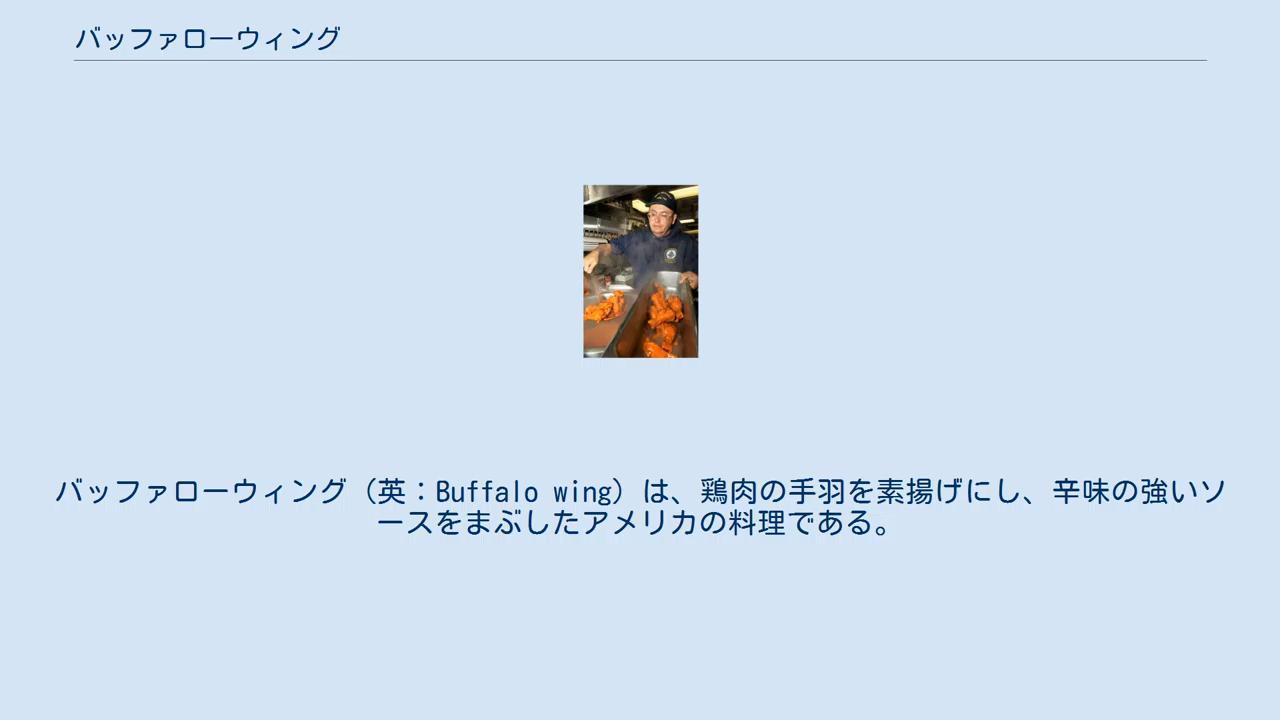 バッファローウィング
バッファローウィング（英：Buffalo wing）は、鶏肉の手羽を素揚げにし、辛味の強いソ
ースをまぶしたアメリカの料理である。